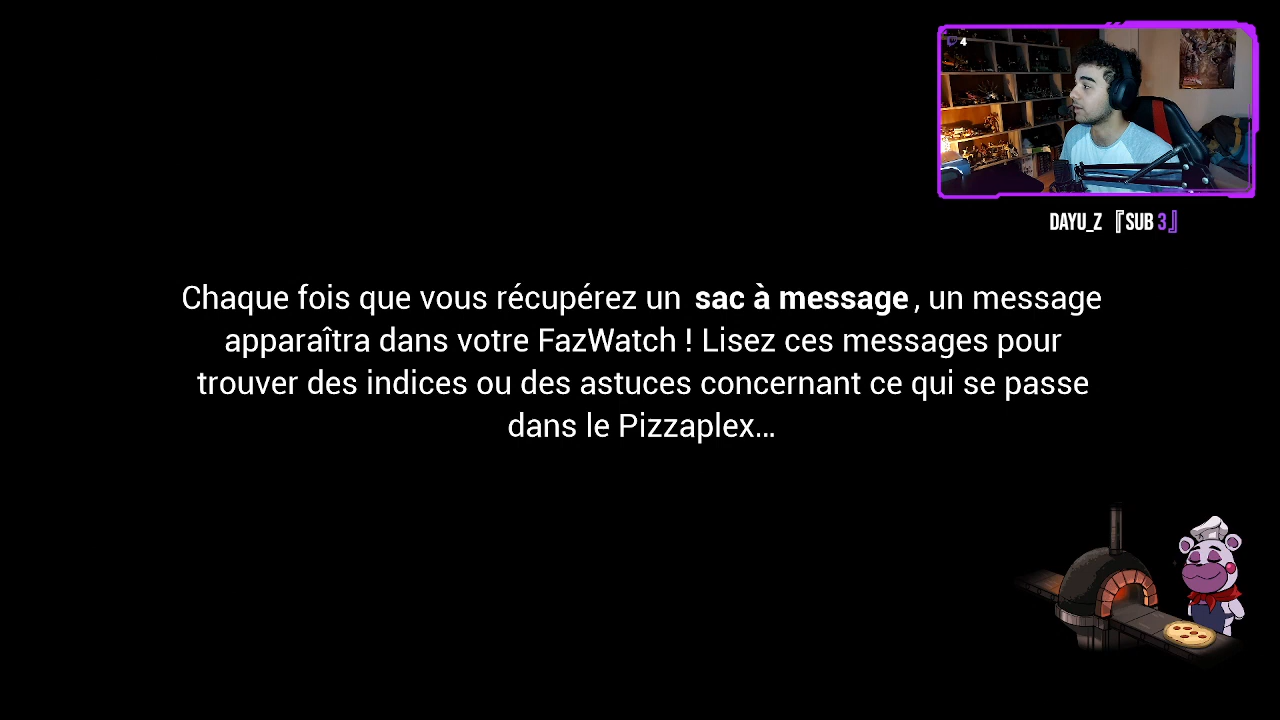 4
DAYU_Z 『SUB 3』
Chaque fois que vous récupérez un sac à message, un message
apparaîtra dans votre FazWatch ! Lisez ces messages pour
trouver des indices ou des astuces concernant ce qui se passe
dans le Pizzaplex...